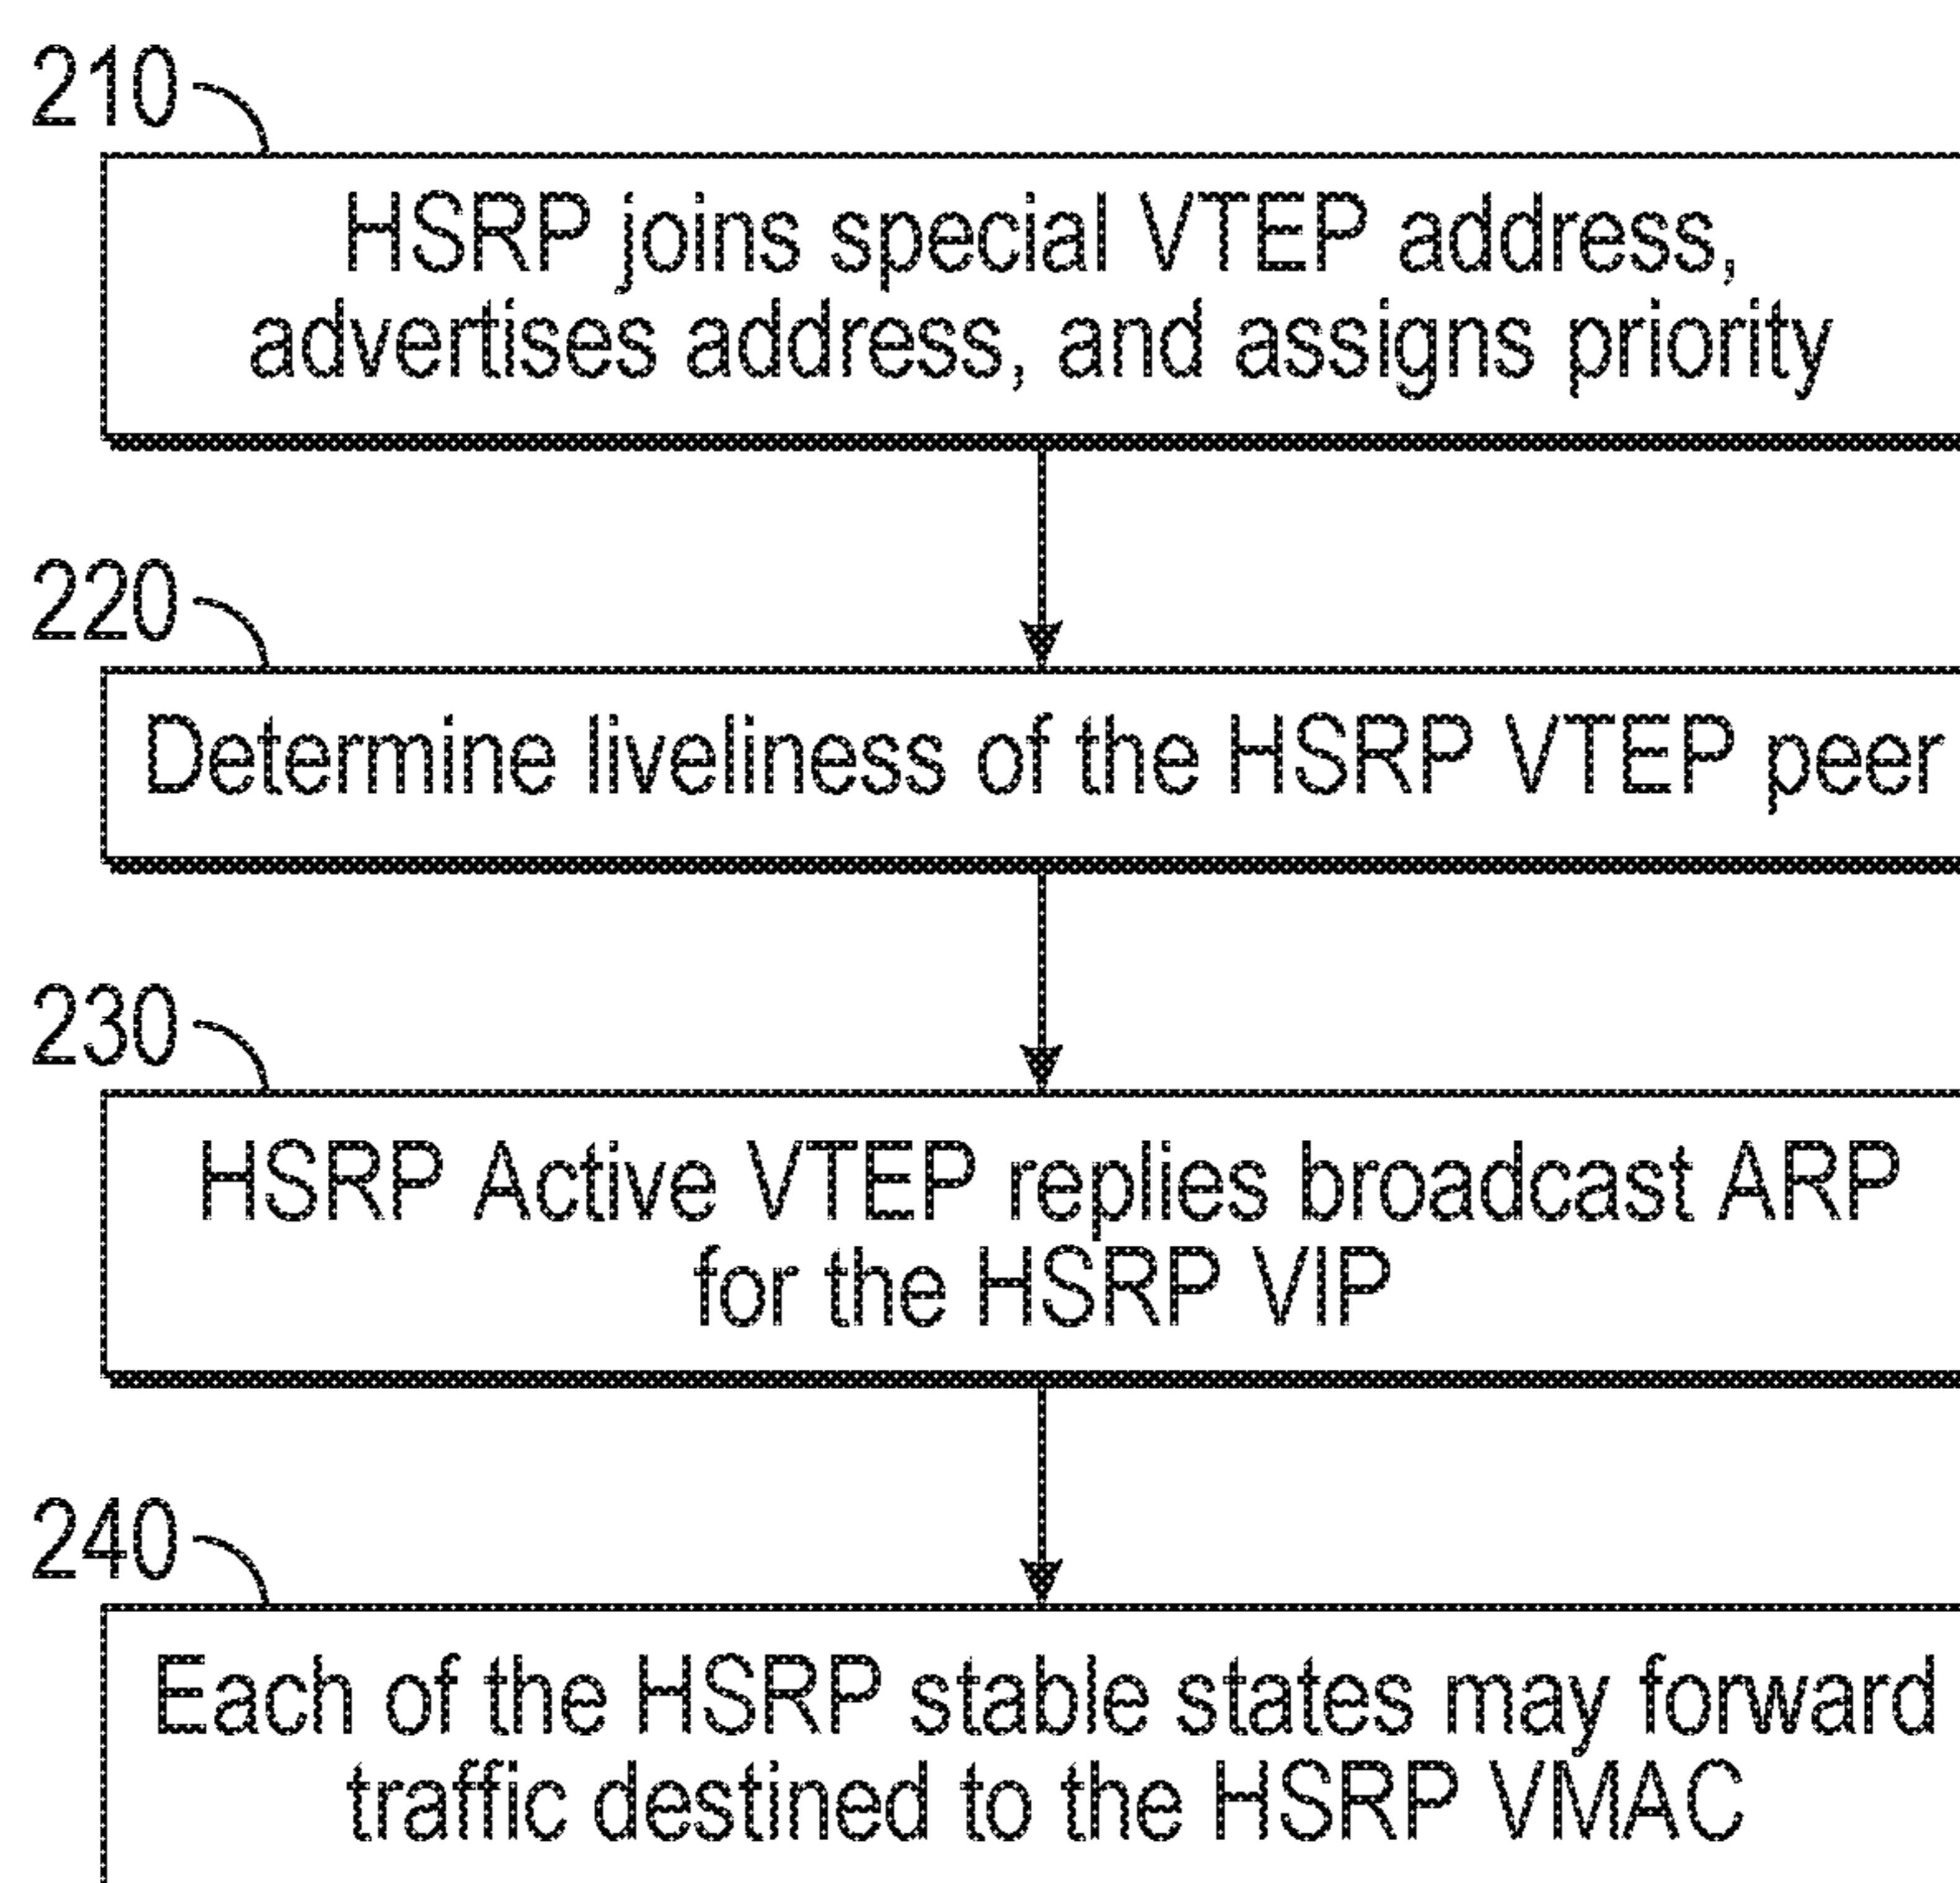 210
HSRP joins special VTEP address,
advertises address, and assigns priority
220
Determine liveliness of the HSRP VTEP peer
230
HSRP Active VTEP replies broadcast ARP
for the HSRP VIP
240
Each of the HSRP stable states may forward
traffic destined to the HSRP VMAC